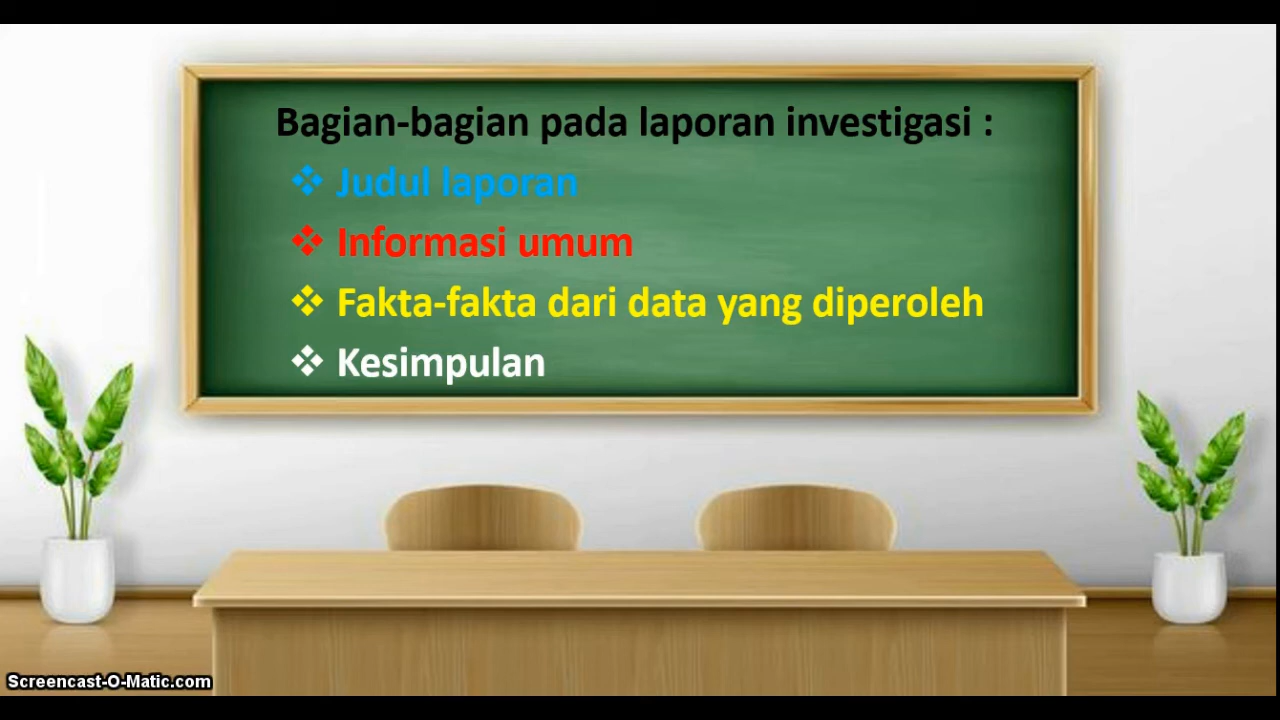 Bagian-bagian pada laporan investigasi :
❖ Judul laporan
❖ Informasi umum
❖ Fakta-fakta dari data yang diperoleh
❖ Kesimpulan
Screencast-O-Matic.com